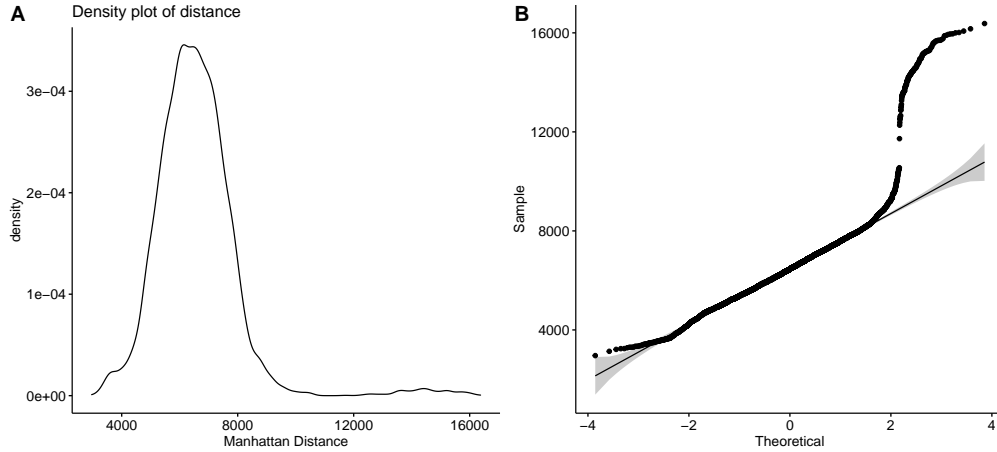 A
Density plot of distance
3e−04
2e−04
1e−04
0e+00
density
4000
8000
12000
16000
Manhattan Distance
B
16000
12000
8000
4000
Sample
−4
−2
0
2
4
Theoretical